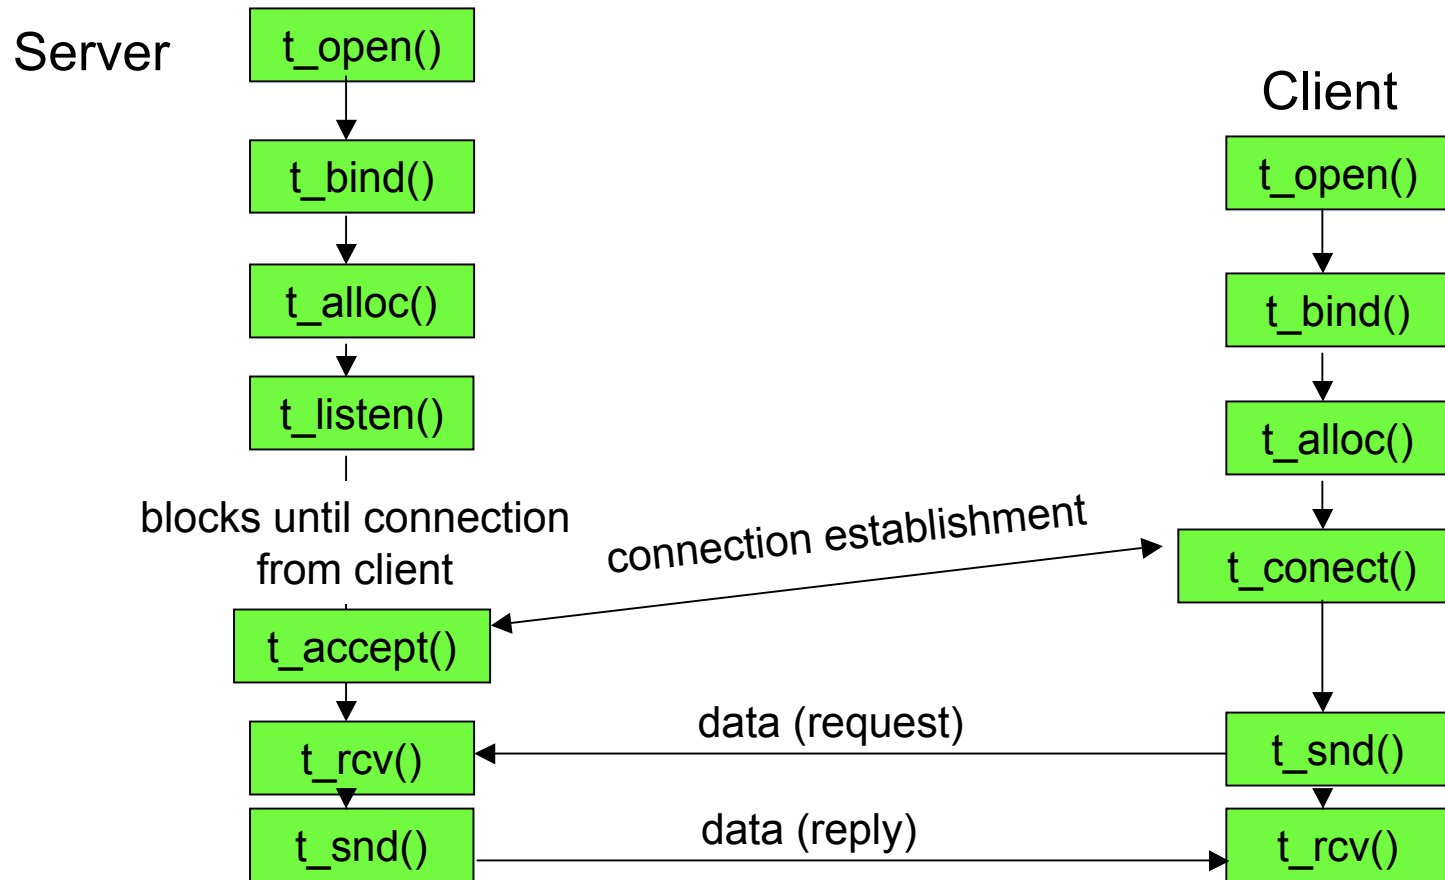 Server
t_open()
t_bind()
t_alloc()
t_listen()
blocks until connection
from client
t_accept()
t_rcv()
t_snd()
connection establishment
data (request)
data (reply)
Client
t_open()
t_bind()
t_alloc()
t_conect()
t_snd()
t_rcv()